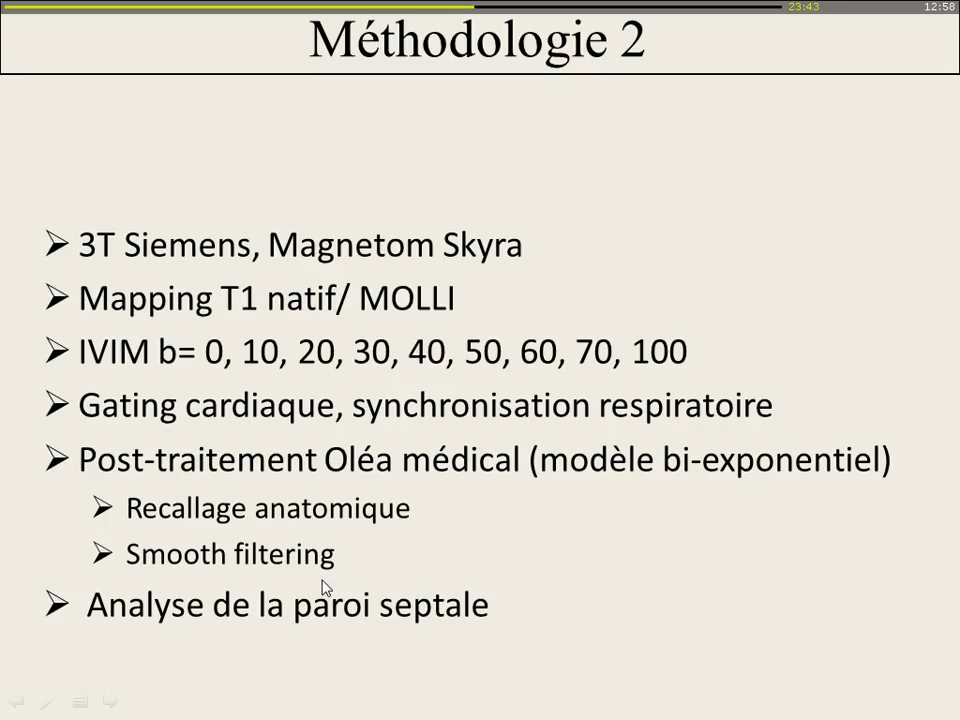 23:43
12:58
Méthodologie 2
3T Siemens, Magnetom Skyra
Mapping T1 natif/ MOLLI
IVIM b= 0, 10, 20, 30, 40, 50, 60, 70, 100
Gating cardiaque, synchronisation respiratoire
Post-traitement Oléa médical (modèle bi-exponentiel)
Recallage anatomique
Smooth filtering
Analyse de la paroi septale